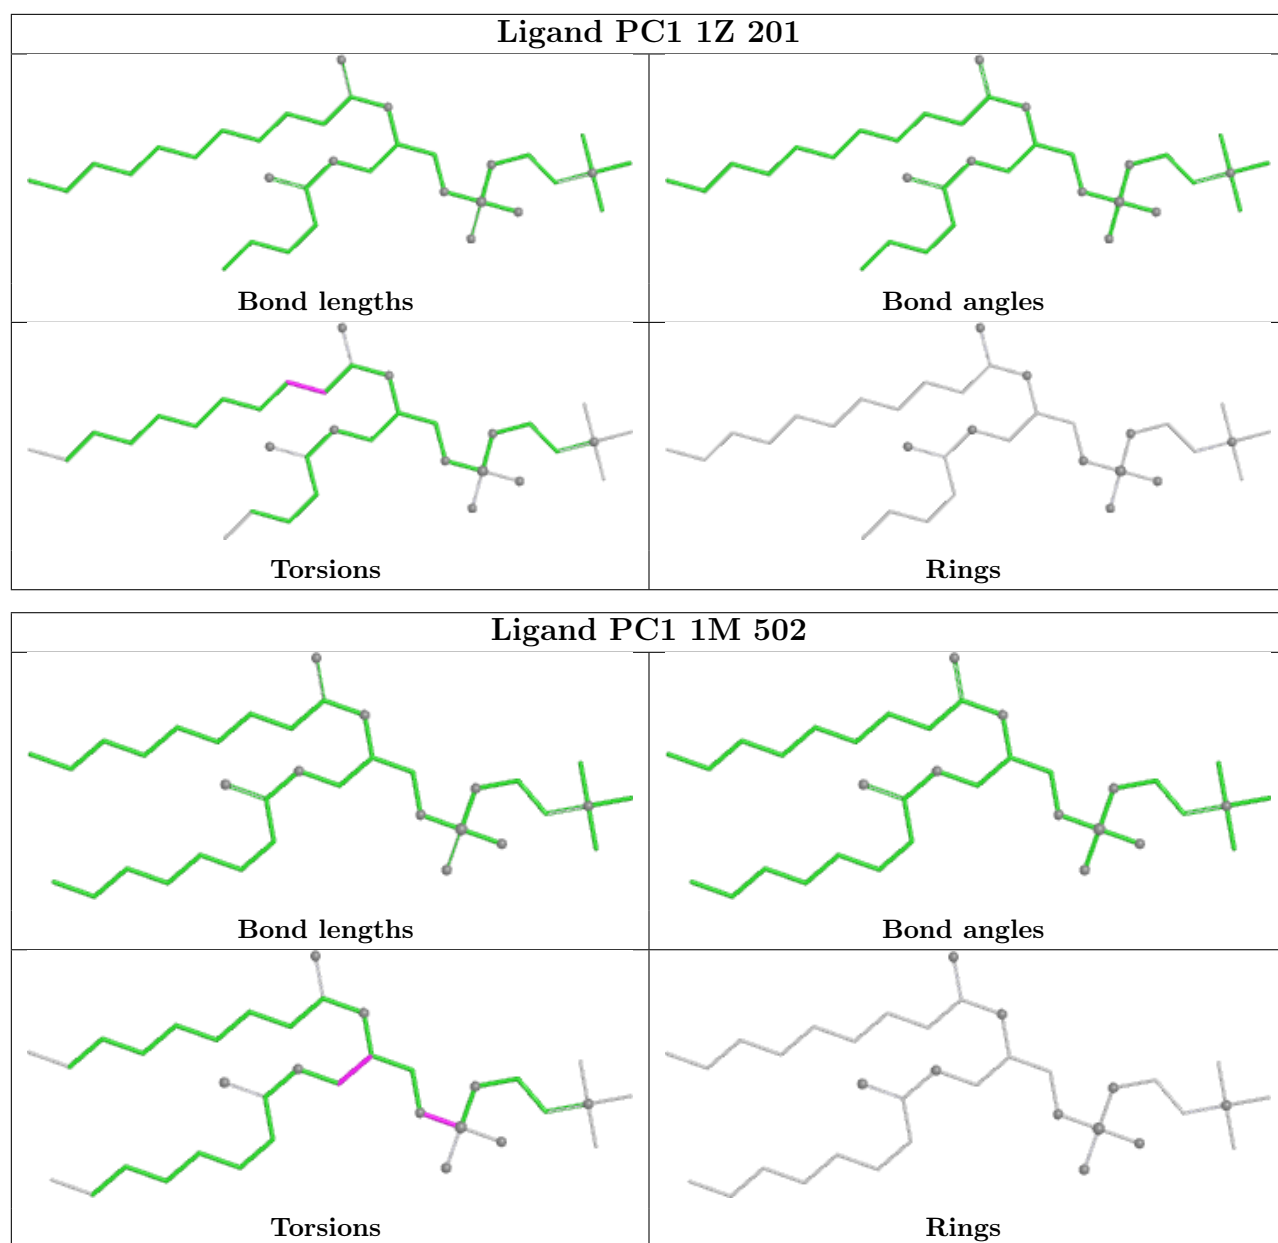 Ligand PC1 1Z 201
Bond lengths
Bond angles
Torsions
Rings
Ligand PC1 1M 502
Bond lengths
Bond angles
Torsions
Rings